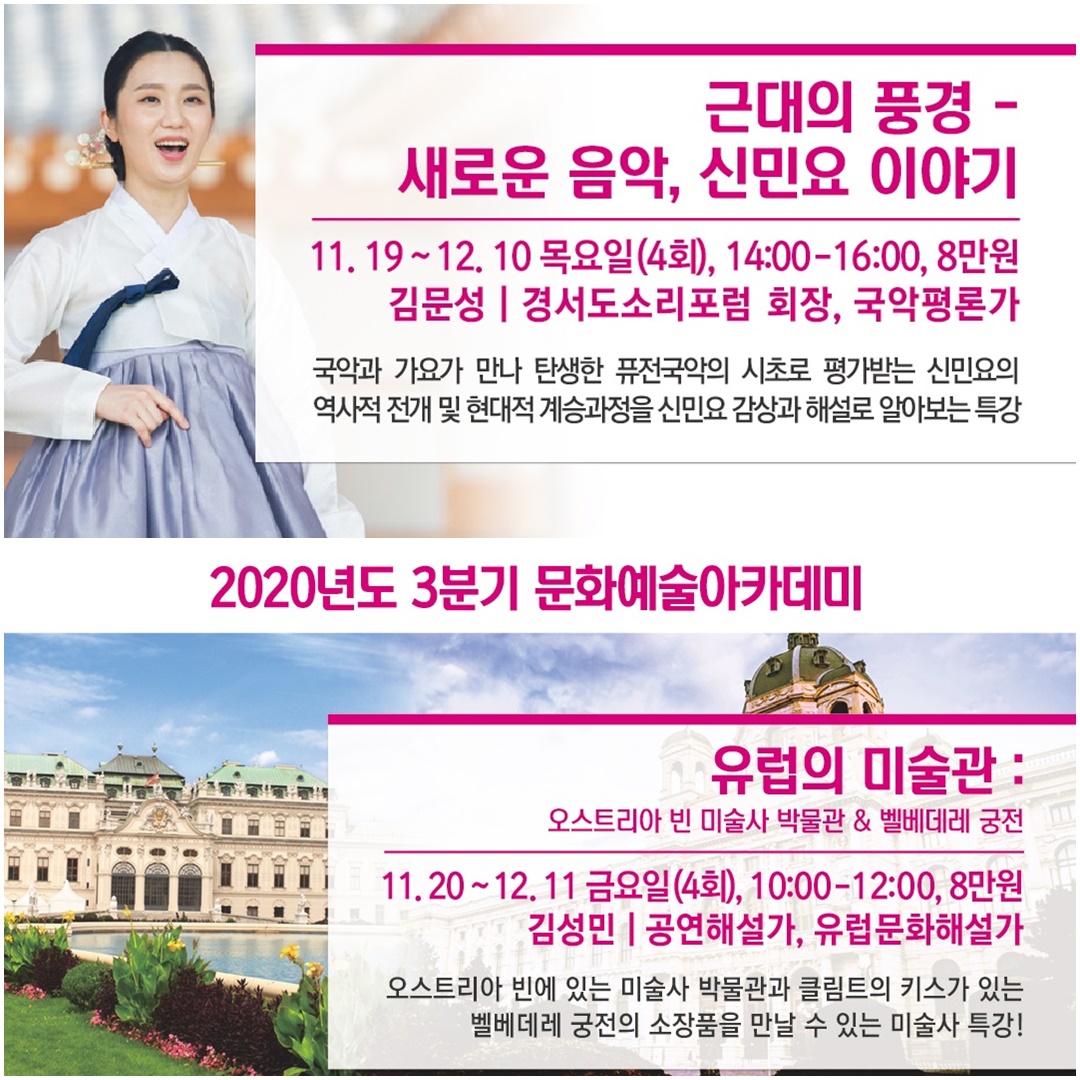 근대의 풍경 -
새로운 음악, 신민요 이야기
11. 19 ~ 12. 10 목요일(4회), 14:00-16:00, 8만원
김문성 | 경서도소리포럼 회장, 국악평론가
국악과 가요가 만나 탄생한 퓨전국악의 시초로 평가받는 신민요의
역사적 전개 및 현대적 계승과정을 신민요 감상과 해설로 알아보는 특강
2020년도 3분기 문화예술아카데미
유럽의 미술관 :
오스트리아 빈 미술사 박물관 & 벨베데레 궁전
11. 20 ~ 12. 11 금요일(4회), 10:00-12:00, 8만원
김성민 | 공연해설가, 유럽문화해설가
오스트리아 빈에 있는 미술사 박물관과 클림트의 키스가 있는
벨베데레 궁전의 소장품을 만날 수 있는 미술사 특강!